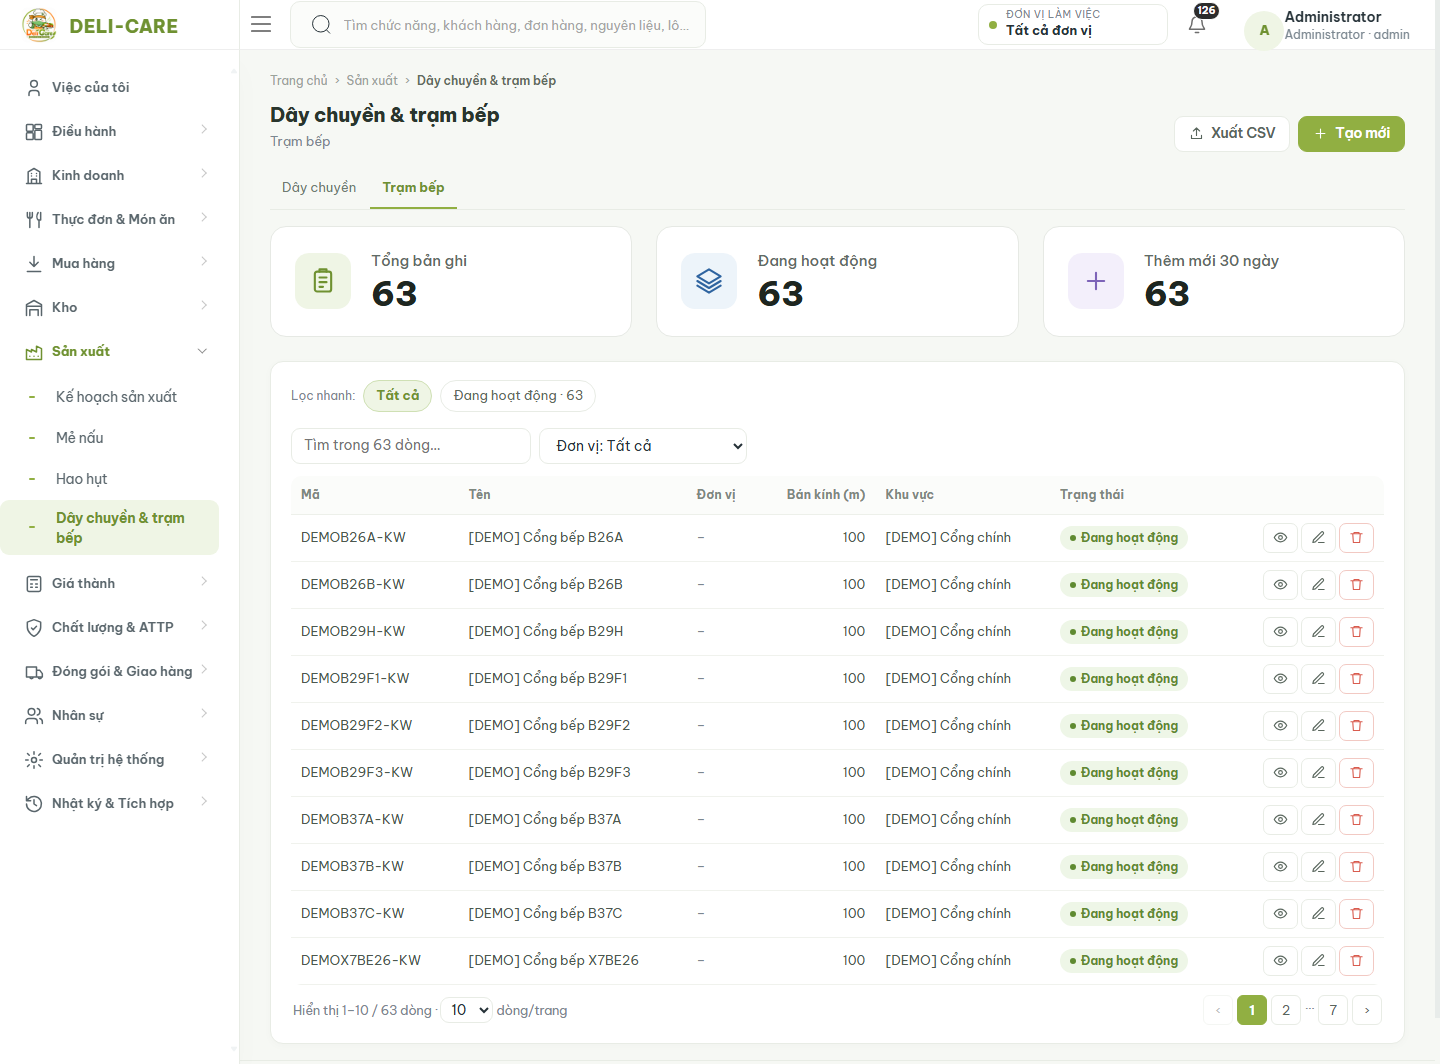 DELI-CARE
Tìm chức năng, khách hàng, đơn hàng, nguyên liệu, lô...
ĐƠN VỊ LÀM VIỆC
Tất cả đơn vị
126
A
Administrator
Administrator · admin
Việc của tôi
Điều hành
Kinh doanh
Thực đơn & Món ăn
Mua hàng
Kho
Sản xuất
Kế hoạch sản xuất
Mẻ nấu
Hao hụt
Dây chuyền & trạm
bếp
Giá thành
Chất lượng & ATTP
Đóng gói & Giao hàng
Nhân sự
Quản trị hệ thống
Nhật ký & Tích hợp
Trang chủ › Sản xuất › Dây chuyền & trạm bếp
Dây chuyền & trạm bếp
Trạm bếp
Xuất CSV
+ Tạo mới
Dây chuyền Trạm bếp
Tổng bản ghi
63
Đang hoạt động
63
Thêm mới 30 ngày
63
Lọc nhanh: Tất cả Đang hoạt động · 63
Tìm trong 63 dòng... Đơn vị: Tất cả
Mã Tên Đơn vị Bán kính (m) Khu vực Trạng thái
DEMOB26A-KW [DEMO] Cổng bếp B26A – 100 [DEMO] Cổng chính Đang hoạt động
DEMOB26B-KW [DEMO] Cổng bếp B26B – 100 [DEMO] Cổng chính Đang hoạt động
DEMOB29H-KW [DEMO] Cổng bếp B29H – 100 [DEMO] Cổng chính Đang hoạt động
DEMOB29F1-KW [DEMO] Cổng bếp B29F1 – 100 [DEMO] Cổng chính Đang hoạt động
DEMOB29F2-KW [DEMO] Cổng bếp B29F2 – 100 [DEMO] Cổng chính Đang hoạt động
DEMOB29F3-KW [DEMO] Cổng bếp B29F3 – 100 [DEMO] Cổng chính Đang hoạt động
DEMOB37A-KW [DEMO] Cổng bếp B37A – 100 [DEMO] Cổng chính Đang hoạt động
DEMOB37B-KW [DEMO] Cổng bếp B37B – 100 [DEMO] Cổng chính Đang hoạt động
DEMOB37C-KW [DEMO] Cổng bếp B37C – 100 [DEMO] Cổng chính Đang hoạt động
DEMOX7BE26-KW [DEMO] Cổng bếp X7BE26 – 100 [DEMO] Cổng chính Đang hoạt động
Hiển thị 1–10 / 63 dòng · 10 dòng/trang ‹ 1 2 ... 7 ›